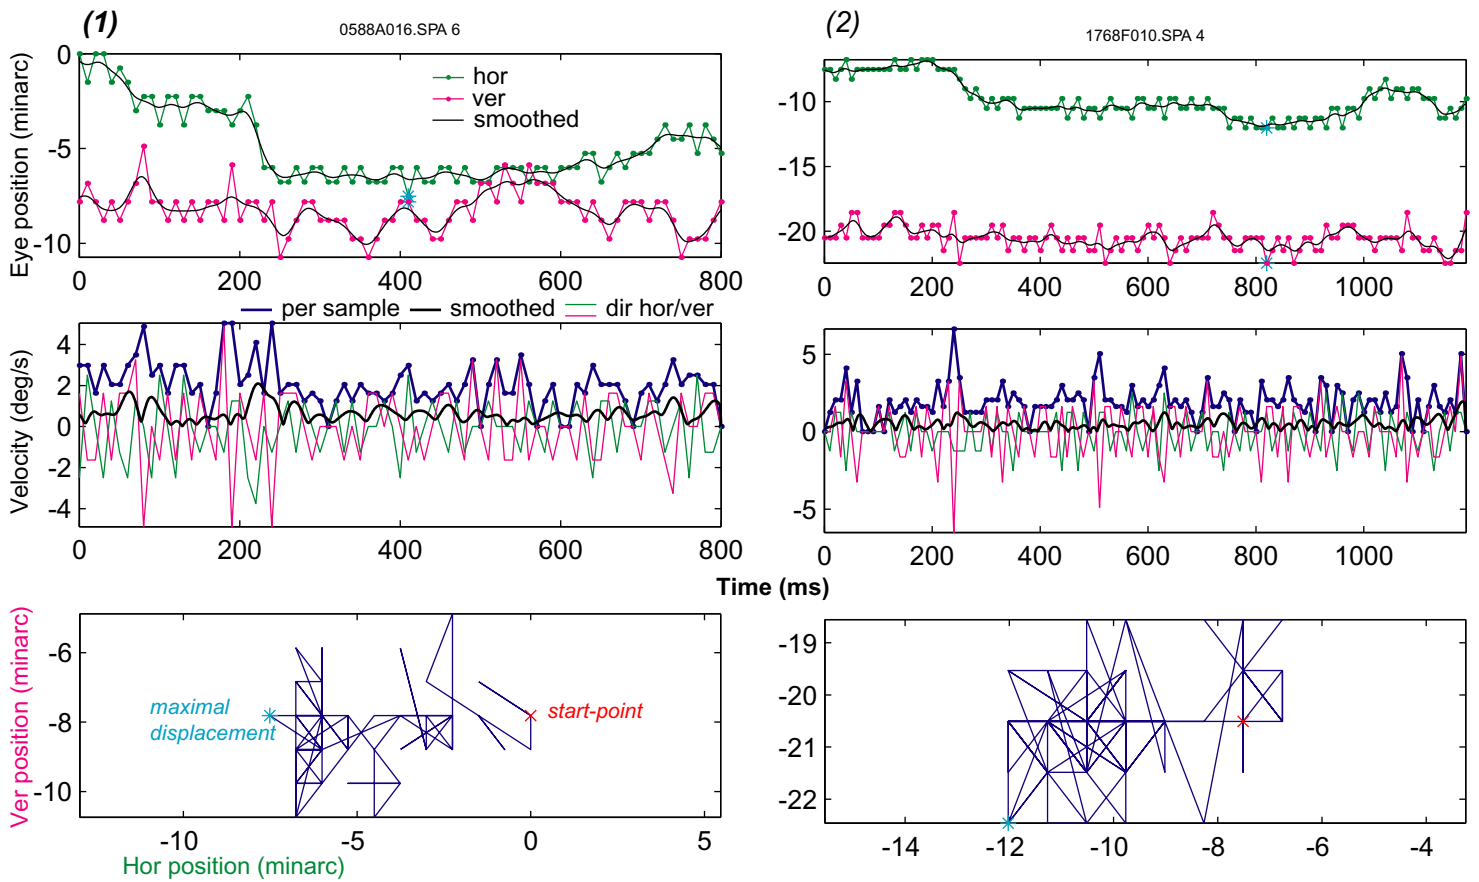 (1)
0588A016.SPA 6
(2)
1768F010.SPA 4
Eye position (minarc)
0
-5
-10
hor
ver
smoothed
0 200 400 600 800
-10
-15
-20
0 200 400 600 800 1000
per sample smoothed dir hor/ver
Velocity (deg/s)
4
2
0
-2
-4
0 200 400 600 800
5
0
-5
0 200 400 600 800 1000
Time (ms)
Ver position (minarc)
-6
-8
-10
maximal
displacement
start-point
-10 -5 0 5
Hor position (minarc)
-19
-20
-21
-22
-14 -12 -10 -8 -6 -4